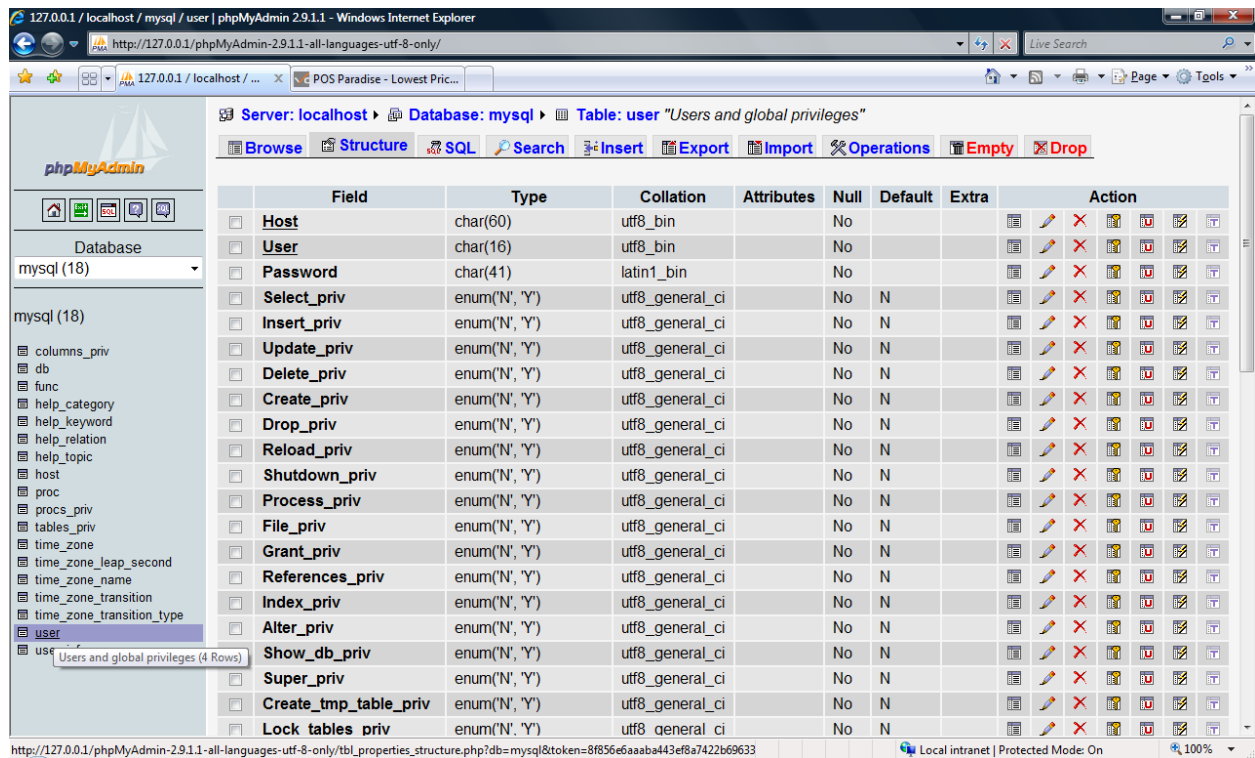 127.0.0.1 / localhost / mysql / user | phpMyAdmin 2.9.1.1 - Windows Internet Explorer
http://127.0.0.1/phpMyAdmin-2.9.1.1-all-languages-utf-8-only/
Live Search
127.0.0.1 / localhost / ...
POS Paradise - Lowest Pric...
Page
Tools
phpMyAdmin
Database
mysql (18)
mysql (18)
columns_priv
db
func
help_category
help_keyword
help_relation
help_topic
host
proc
procs_priv
tables_priv
time_zone
time_zone_leap_second
time_zone_name
time_zone_transition
time_zone_transition_type
user
Users and global privileges (4 Rows)
Server: localhost Database: mysql Table: user "Users and global privileges"
Browse Structure SQL Search Insert Export Import Operations Empty Drop
Field Type Collation Attributes Null Default Extra Action
Host char(60) utf8_bin No
User char(16) utf8_bin No
Password char(41) latin1_bin No
Select_priv enum('N', 'Y') utf8_general_ci No N
Insert_priv enum('N', 'Y') utf8_general_ci No N
Update_priv enum('N', 'Y') utf8_general_ci No N
Delete_priv enum('N', 'Y') utf8_general_ci No N
Create_priv enum('N', 'Y') utf8_general_ci No N
Drop_priv enum('N', 'Y') utf8_general_ci No N
Reload_priv enum('N', 'Y') utf8_general_ci No N
Shutdown_priv enum('N', 'Y') utf8_general_ci No N
Process_priv enum('N', 'Y') utf8_general_ci No N
File_priv enum('N', 'Y') utf8_general_ci No N
Grant_priv enum('N', 'Y') utf8_general_ci No N
References_priv enum('N', 'Y') utf8_general_ci No N
Index_priv enum('N', 'Y') utf8_general_ci No N
Alter_priv enum('N', 'Y') utf8_general_ci No N
Show_db_priv enum('N', 'Y') utf8_general_ci No N
Super_priv enum('N', 'Y') utf8_general_ci No N
Create_tmp_table_priv enum('N', 'Y') utf8_general_ci No N
Lock_tables_priv enum('N', 'Y') utf8_general_ci No N
http://127.0.0.1/phpMyAdmin-2.9.1.1-all-languages-utf-8-only/tbl_properties_structure.php?db=mysql&token=8f856e6aaaba443ef8a7422b69633
Local intranet | Protected Mode: On
100%